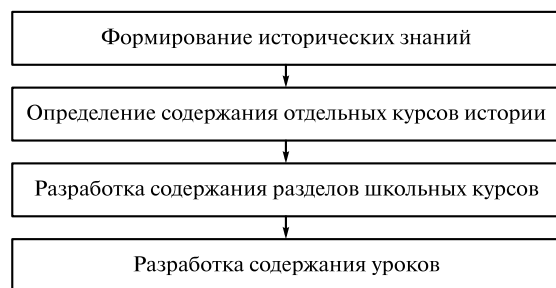 Формирование исторических знаний
Определение содержания отдельных курсов истории
Разработка содержания разделов школьных курсов
Разработка содержания уроков